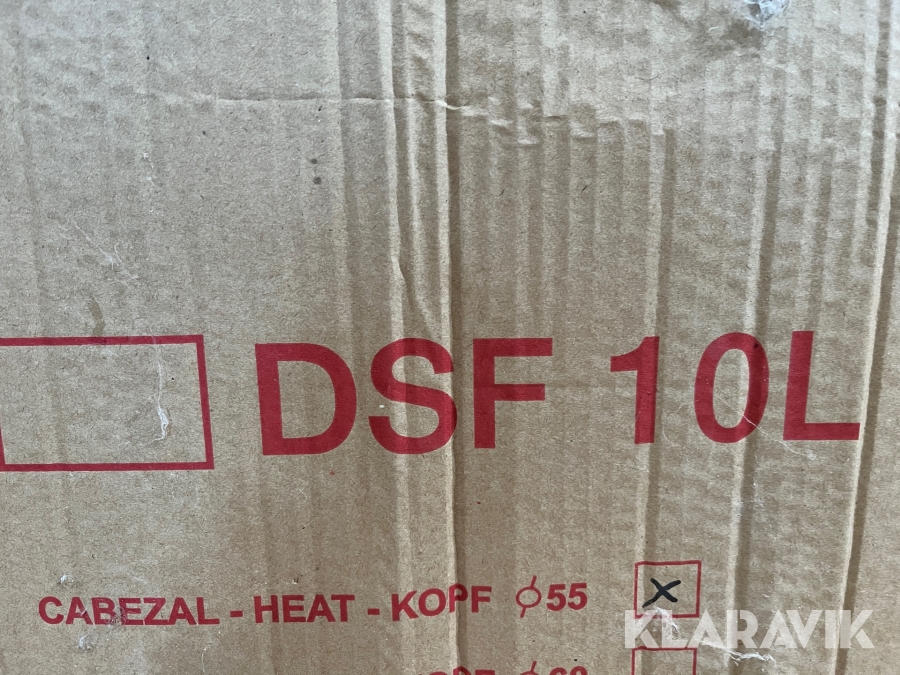 DSF 10L
CABEZAL - HEAT - KOPF ϕ55 X
KLARAVIK